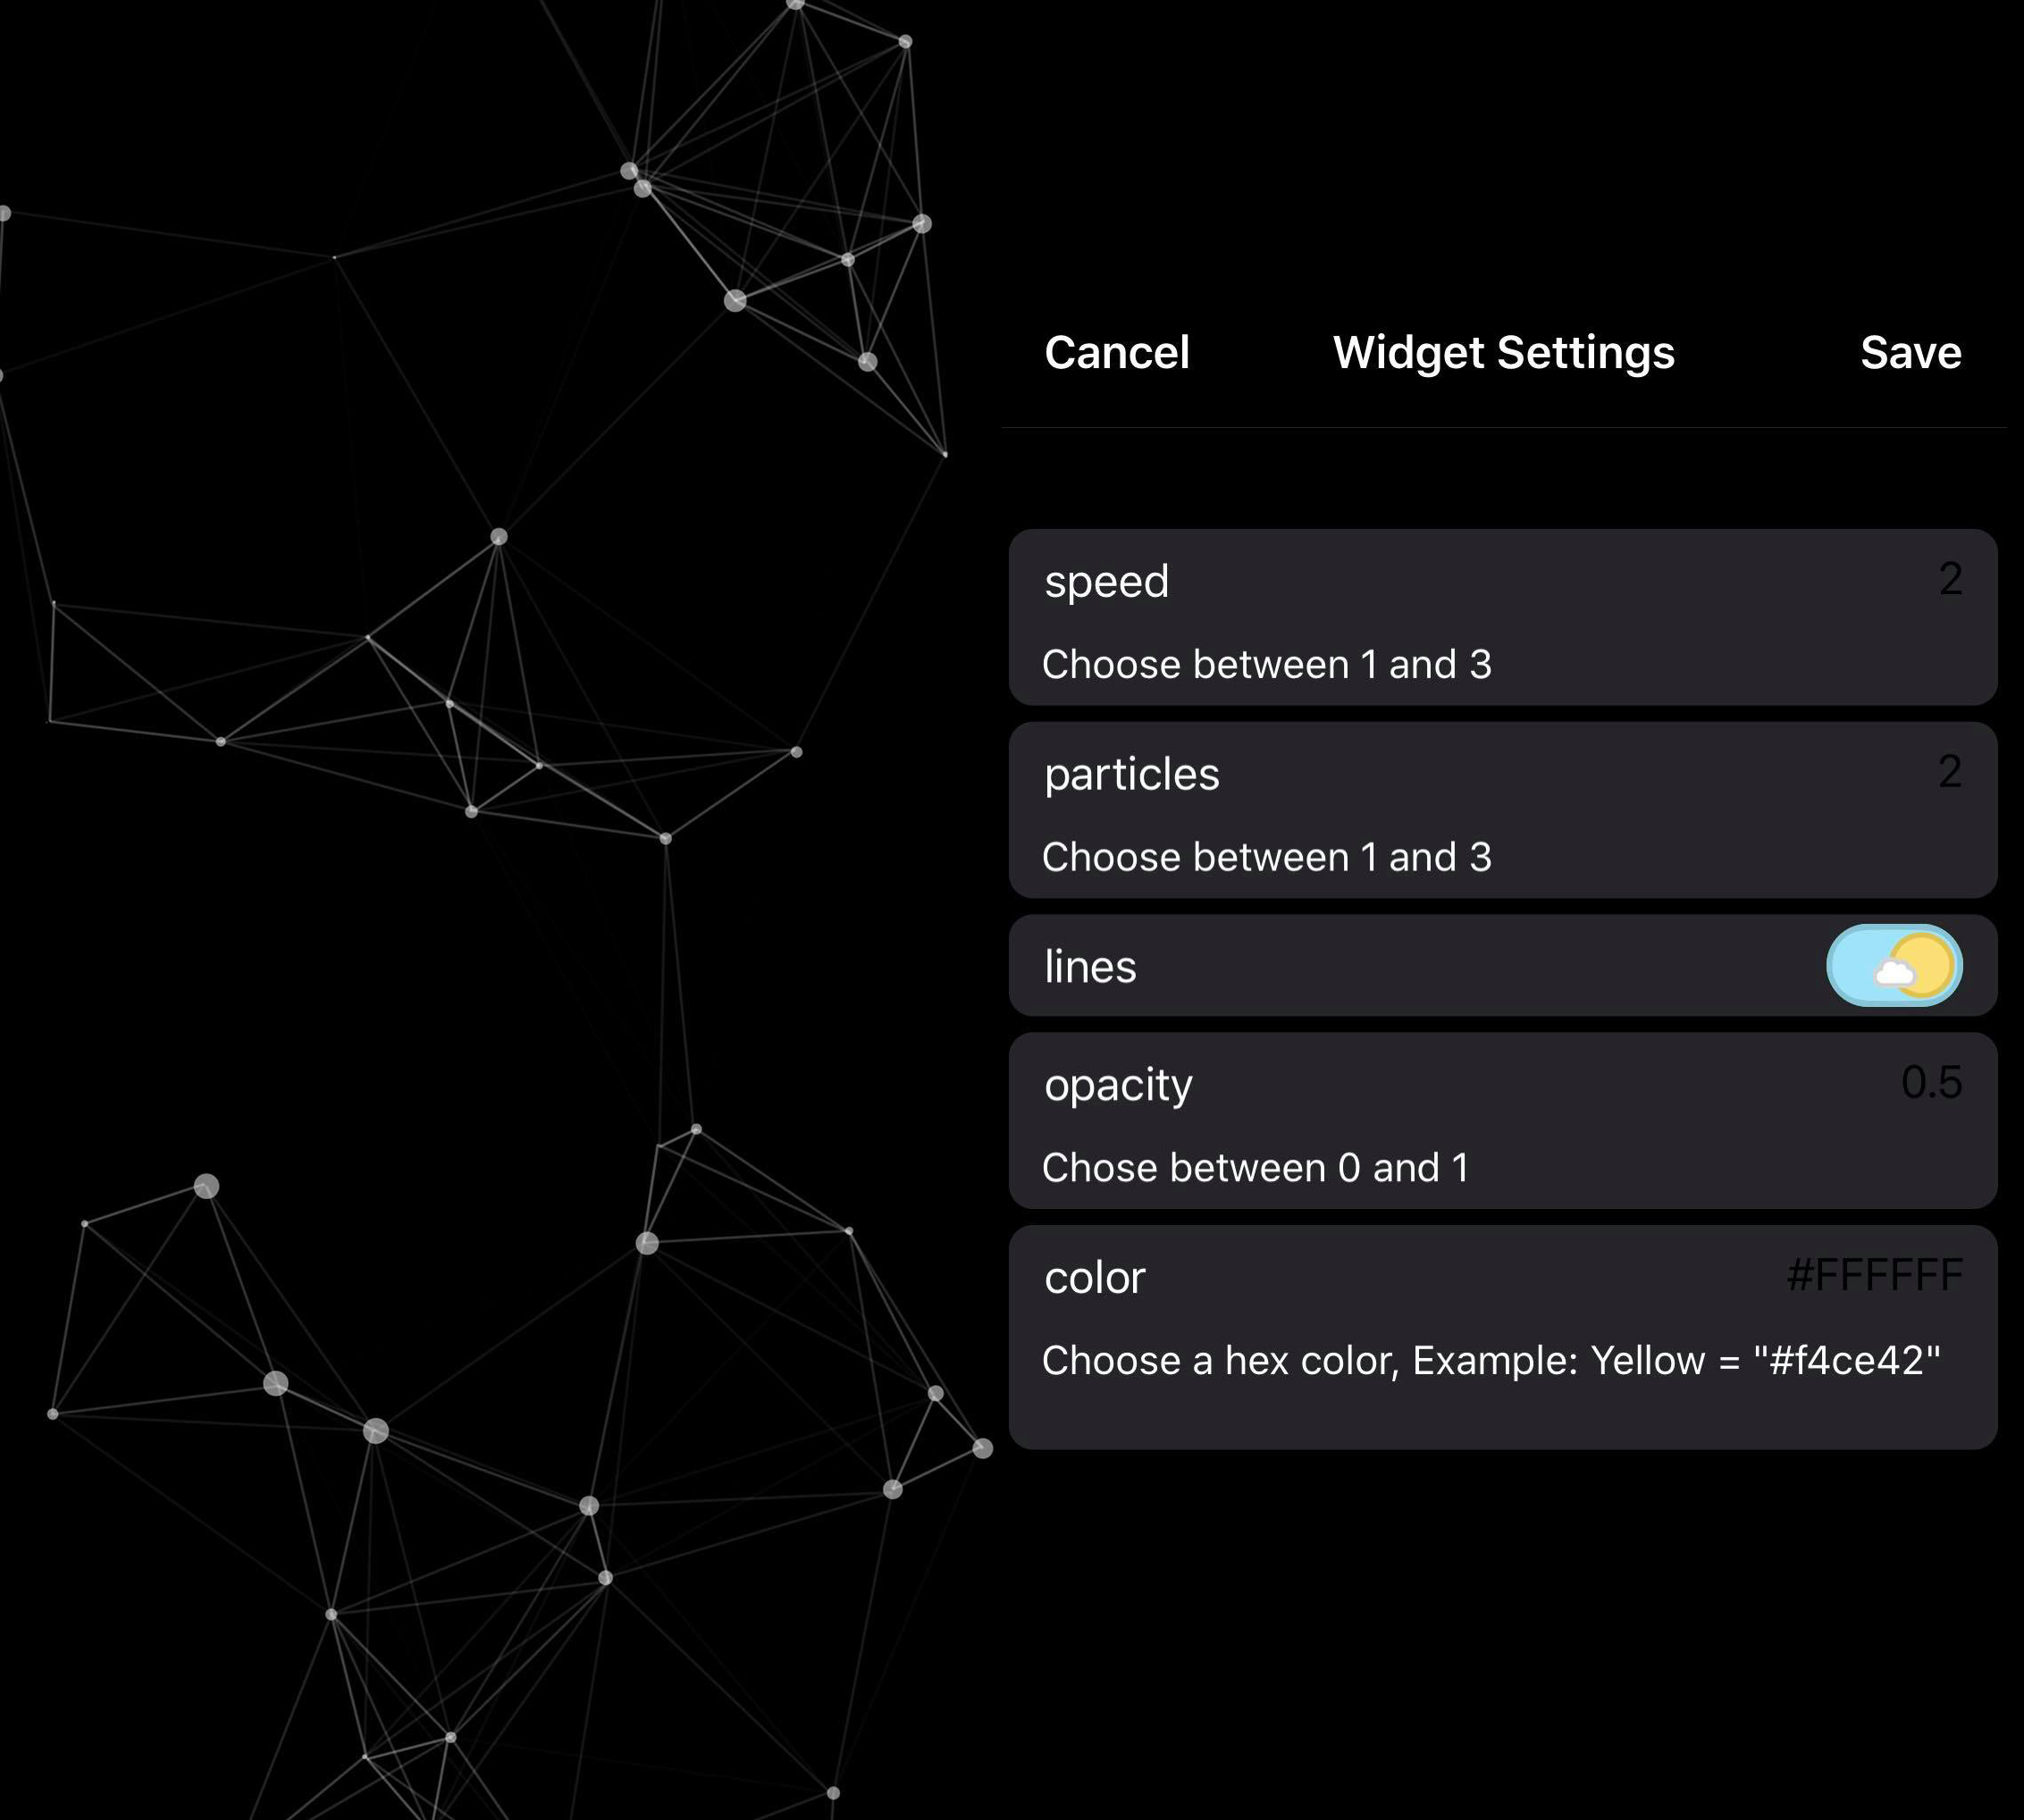 Cancel Widget Settings Save
speed 2
Choose between 1 and 3
particles 2
Choose between 1 and 3
lines
opacity 0.5
Chose between 0 and 1
color #FFFFFF
Choose a hex color, Example: Yellow = "#f4ce42"